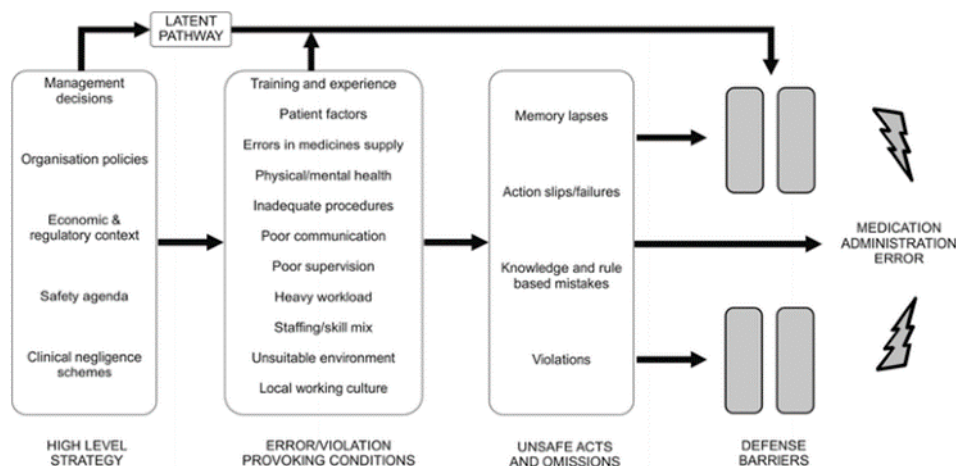 LATENT
PATHWAY
Management
decisions
Organisation policies
Economic &
regulatory context
Safety agenda
Clinical negligence
schemes
HIGH LEVEL
STRATEGY
Training and experience
Patient factors
Errors in medicines supply
Physical/mental health
Inadequate procedures
Poor communication
Poor supervision
Heavy workload
Staffing/skill mix
Unsuitable environment
Local working culture
ERROR/VIOLATION
PROVOKING CONDITIONS
Memory lapses
Action slips/failures
Knowledge and rule
based mistakes
Violations
UNSAFE ACTS
AND OMISSIONS
DEFENSE
BARRIERS
MEDICATION
ADMINISTRATION
ERROR